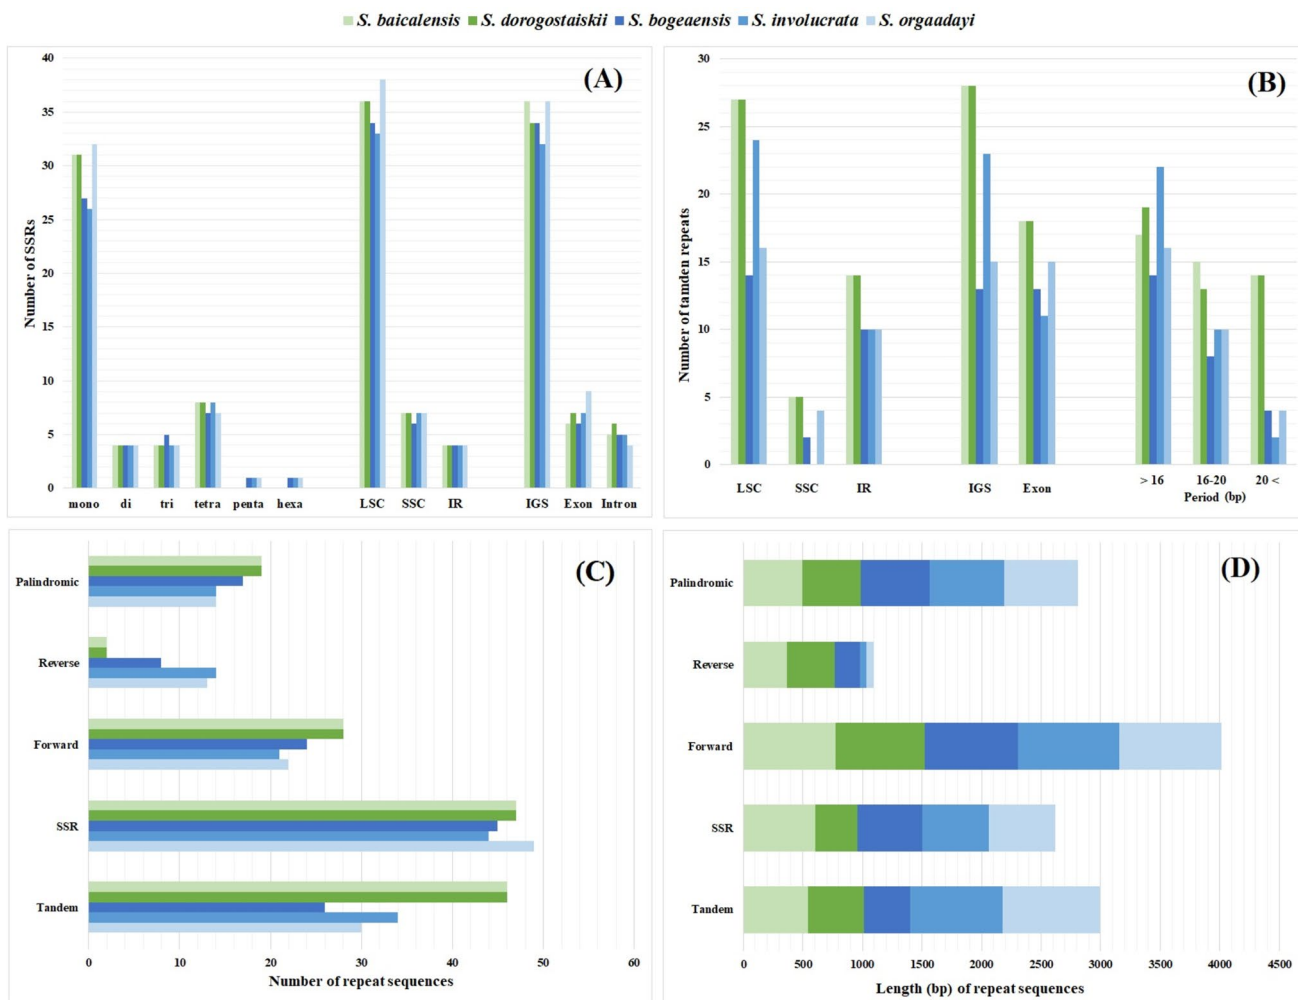 S. baicalensis S. dorogostaiskii S. bogeaensis S. involucrata S. orgaadayi
(A)
Number of SSRs
40
35
30
25
20
15
10
5
0
mono di tri tetra penta hexa LSC SSC IR IGS Exon Intron
(B)
Number of tamden repeats
30
25
20
15
10
5
0
LSC SSC IR IGS Exon > 16 16-20 20 <
Period (bp)
(C)
Palindromic
Reverse
Forward
SSR
Tandem
0 10 20 30 40 50 60
Number of repeat sequences
(D)
Palindromic
Reverse
Forward
SSR
Tandem
0 500 1000 1500 2000 2500 3000 3500 4000 4500
Length (bp) of repeat sequences